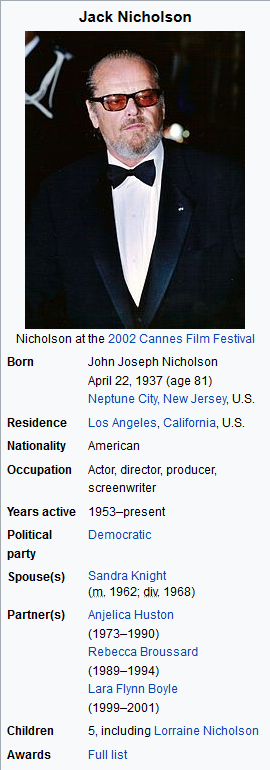 Jack Nicholson
Nicholson at the 2002 Cannes Film Festival
Born John Joseph Nicholson
April 22, 1937 (age 81)
Neptune City, New Jersey, U.S.
Residence Los Angeles, California, U.S.
Nationality American
Occupation Actor, director, producer,
screenwriter
Years active 1953–present
Political Democratic
party
Spouse(s) Sandra Knight
(m. 1962; div. 1968)
Partner(s) Anjelica Huston
(1973–1990)
Rebecca Broussard
(1989–1994)
Lara Flynn Boyle
(1999–2001)
Children 5, including Lorraine Nicholson
Awards Full list